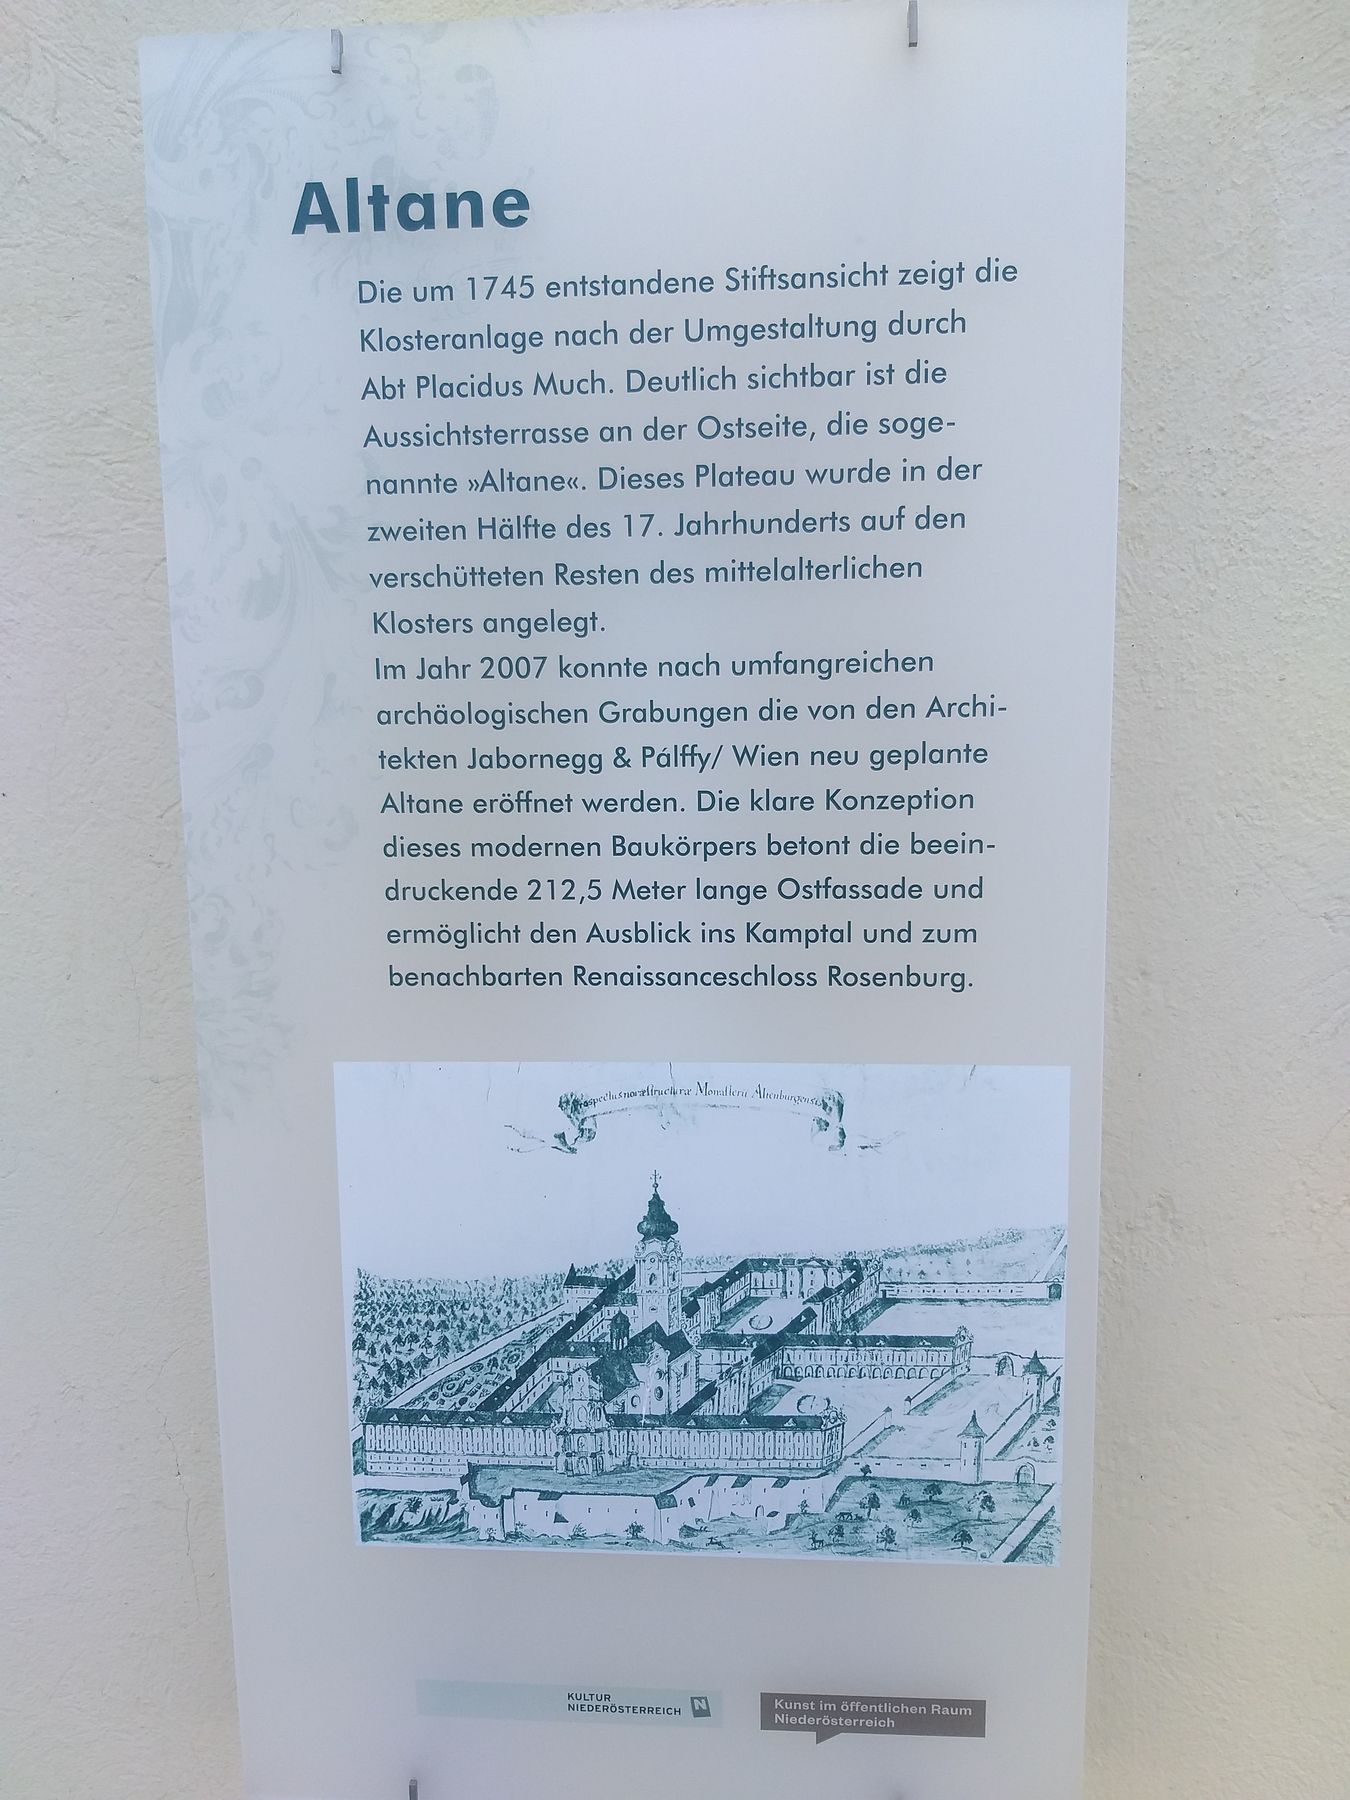 Altane
Die um 1745 entstandene Stiftsansicht zeigt die
Klosteranlage nach der Umgestaltung durch
Abt Placidus Much. Deutlich sichtbar ist die
Aussichtsterrasse an der Ostseite, die soge-
nannte »Altane«. Dieses Plateau wurde in der
zweiten Hälfte des 17. Jahrhunderts auf den
verschütteten Resten des mittelalterlichen
Klosters angelegt.
Im Jahr 2007 konnte nach umfangreichen
archäologischen Grabungen die von den Archi-
tekten Jabornegg & Pálffy/ Wien neu geplante
Altane eröffnet werden. Die klare Konzeption
dieses modernen Baukörpers betont die beein-
druckende 212,5 Meter lange Ostfassade und
ermöglicht den Ausblick ins Kamptal und zum
benachbarten Renaissanceschloss Rosenburg.
Prospectus novæ structuræ Monasterii Altenburgensis
KULTUR
NIEDERÖSTERREICH N
Kunst im öffentlichen Raum
Niederösterreich